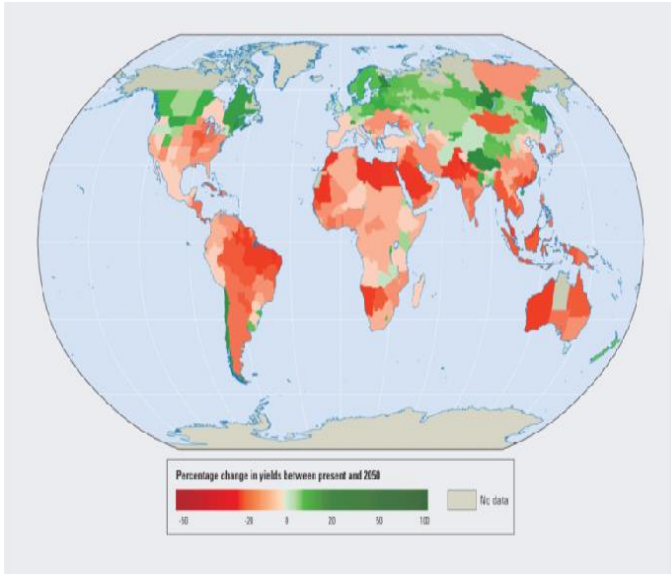 Percentage change in yields between present and 2050
-50 -20 0 20 50 100
No data